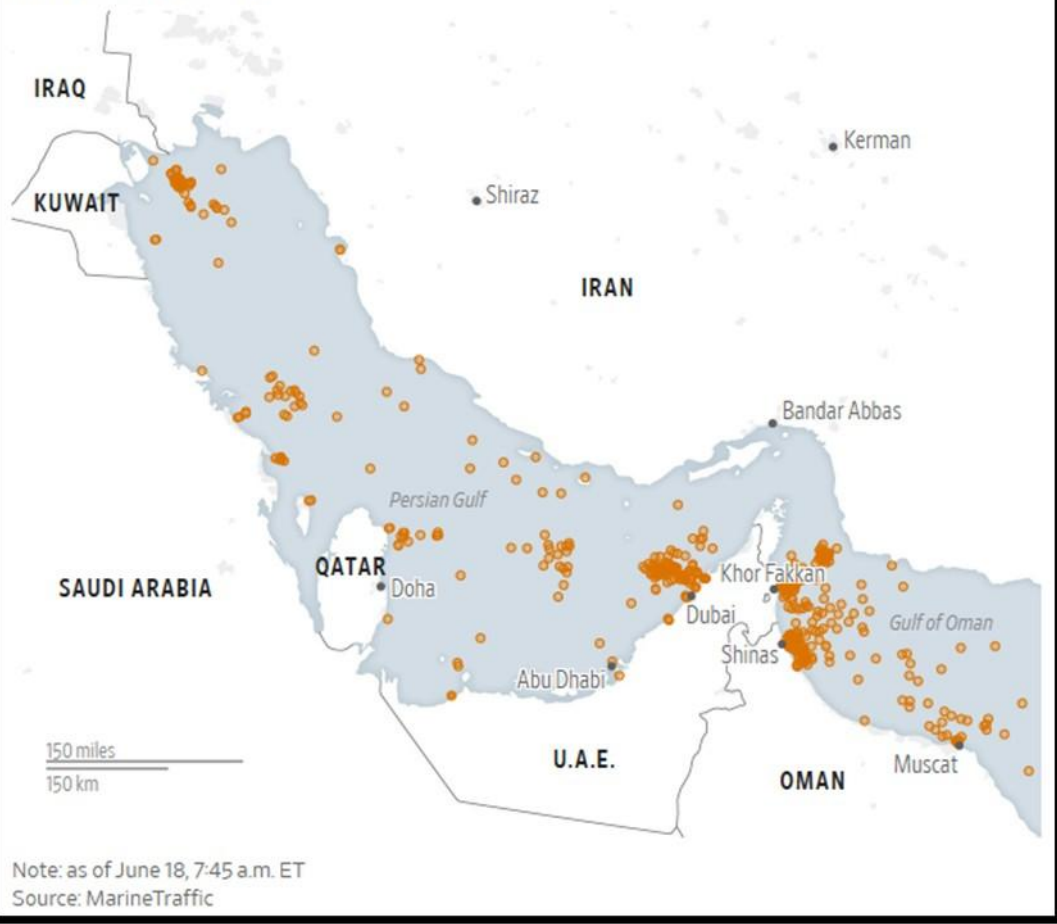 IRAQ
Kerman
Shiraz
KUWAIT
IRAN
Bandar Abbas
Persian Gulf
QATAR
Khor Fakkan
SAUDI ARABIA
Doha
Dubai
Gulf of Oman
Shinas
Abu Dhabi
150 miles
U.A.E.
Muscat
150 km
OMAN
Note: as of June 18, 7:45 a.m. ET
Source: MarineTraffic